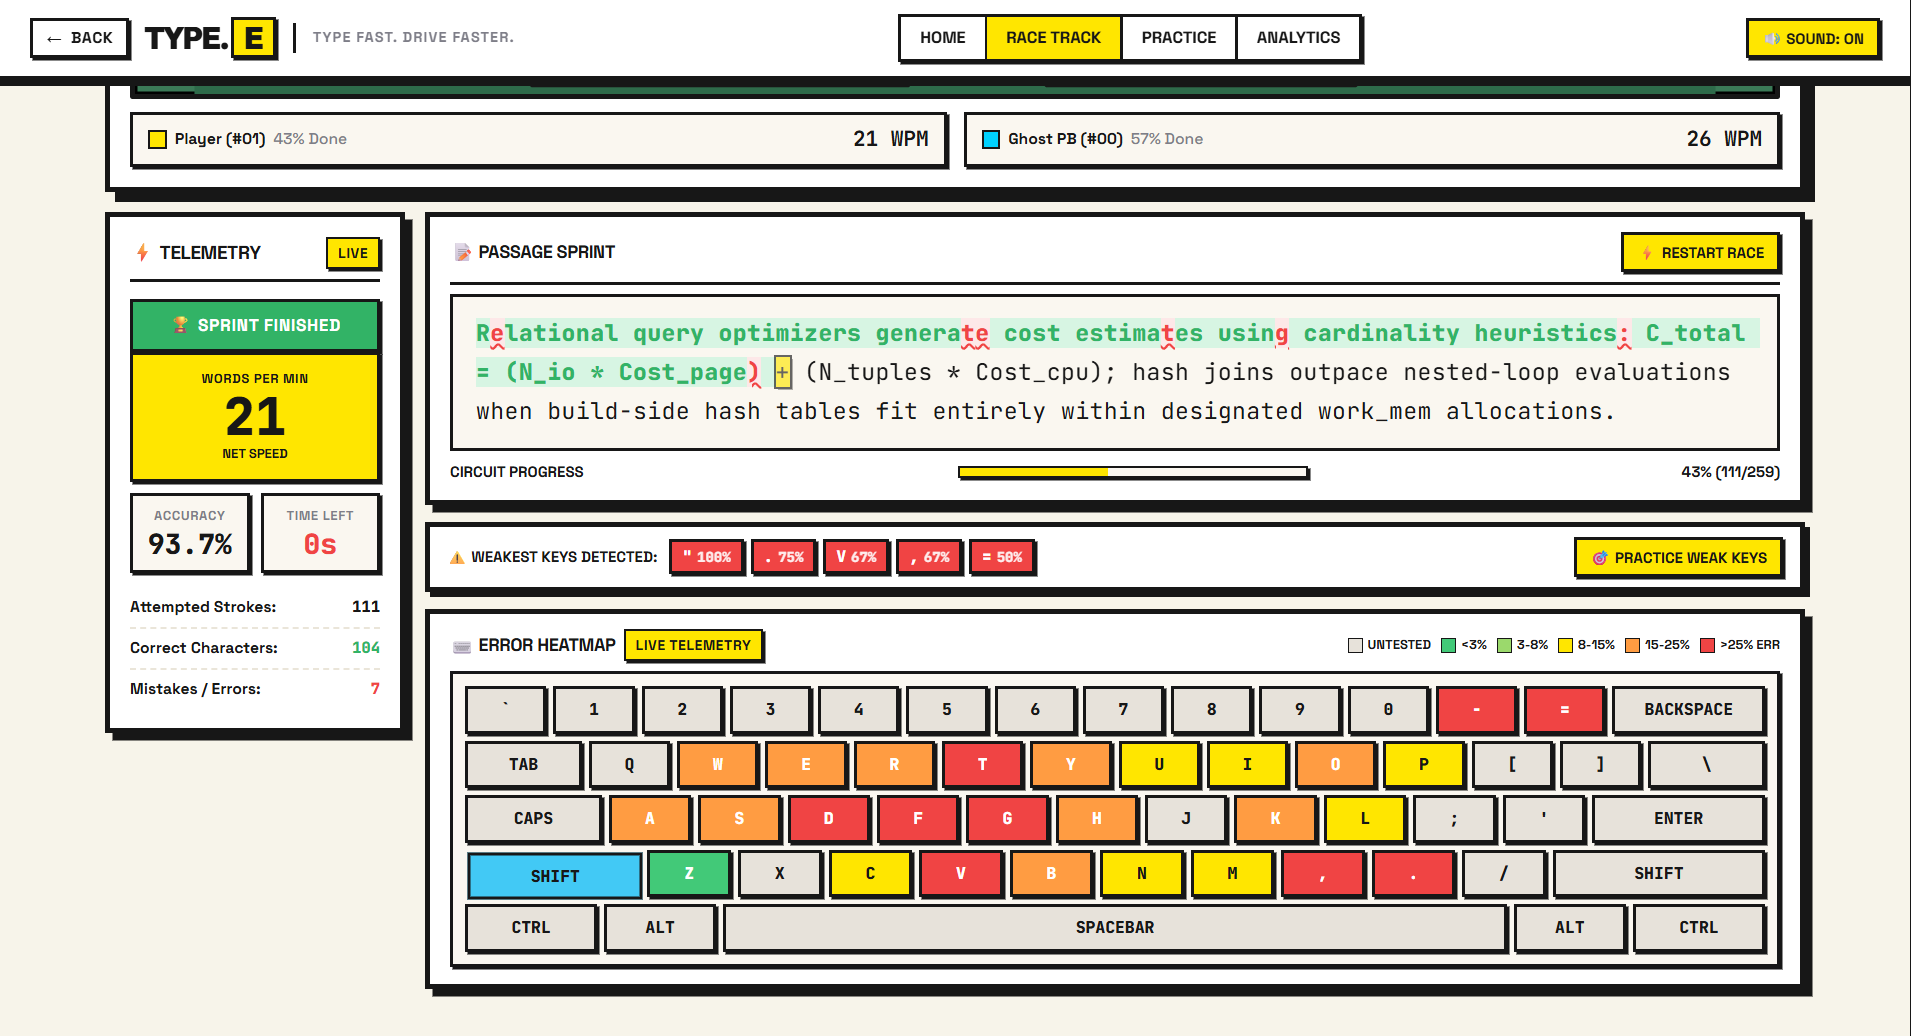 ← BACK
TYPE. E
TYPE FAST. DRIVE FASTER.
HOME
RACE TRACK
PRACTICE
ANALYTICS
SOUND: ON
Player (#01) 43% Done
21 WPM
Ghost PB (#00) 57% Done
26 WPM
TELEMETRY
LIVE
SPRINT FINISHED
WORDS PER MIN
21
NET SPEED
ACCURACY
93.7%
TIME LEFT
0s
Attempted Strokes: 111
Correct Characters: 104
Mistakes / Errors: 7
PASSAGE SPRINT
RESTART RACE
Relational query optimizers generate cost estimates using cardinality heuristics: C_total
= (N_io * Cost_page) + (N_tuples * Cost_cpu); hash joins outpace nested-loop evaluations
when build-side hash tables fit entirely within designated work_mem allocations.
CIRCUIT PROGRESS
43% (111/259)
WEAKEST KEYS DETECTED:
" 100%
. 75%
V 67%
, 67%
= 50%
PRACTICE WEAK KEYS
ERROR HEATMAP
LIVE TELEMETRY
UNTESTED
<3%
3-8%
8-15%
15-25%
>25% ERR
` 1 2 3 4 5 6 7 8 9 0 - = BACKSPACE
TAB Q W E R T Y U I O P [ ] \
CAPS A S D F G H J K L ; ' ENTER
SHIFT Z X C V B N M , . / SHIFT
CTRL ALT SPACEBAR ALT CTRL